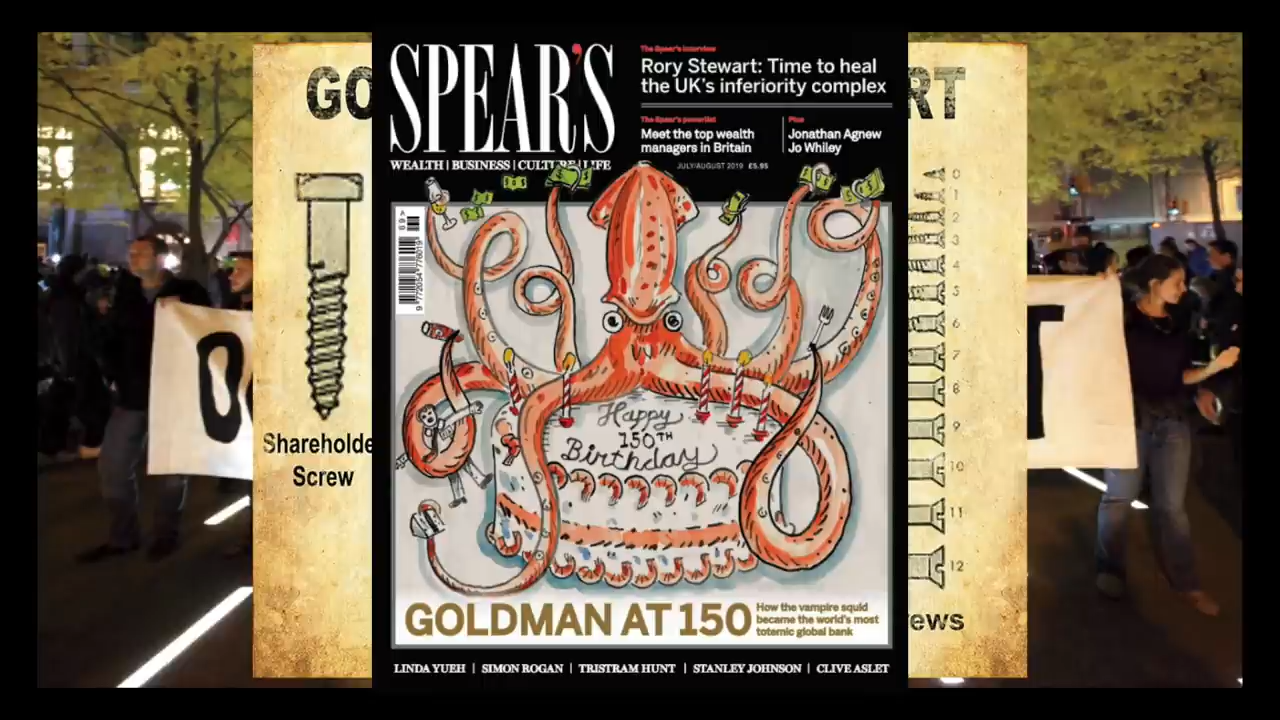 SPEAR'S
WEALTH | BUSINESS | CULTURE | LIFE
The Spear's interview
Rory Stewart: Time to heal
the UK's inferiority complex
The Spear's powerlist
Meet the top wealth
managers in Britain
Plus
Jonathan Agnew
Jo Whiley
JULY/AUGUST 2019 £5.95
GO
RT
Shareholde
Screw
0
1
2
3
4
5
6
7
8
9
10
11
12
ews
O
T
Happy
150TH
Birthday
GOLDMAN AT 150
How the vampire squid
became the world's most
totemic global bank
LINDA YUEH | SIMON ROGAN | TRISTRAM HUNT | STANLEY JOHNSON | CLIVE ASLET